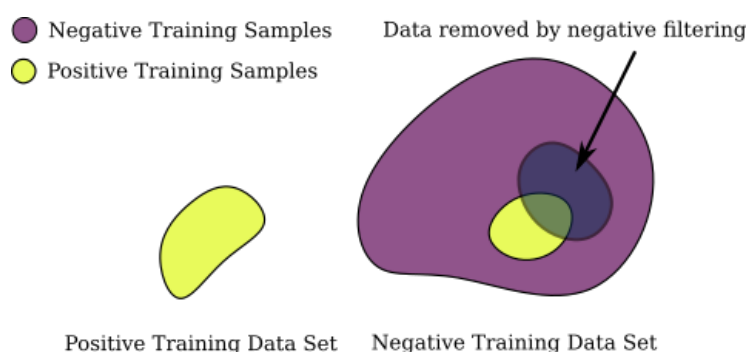 Negative Training Samples
Data removed by negative filtering
Positive Training Samples
Positive Training Data Set
Negative Training Data Set